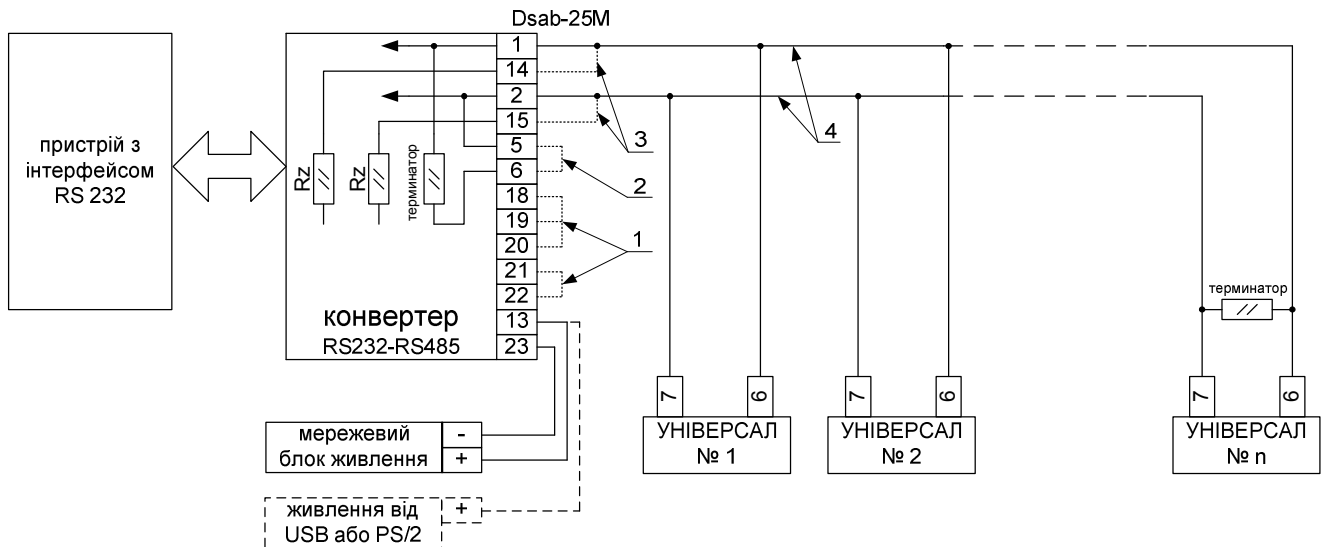 Dsab-25M
пристрій з
інтерфейсом
RS 232
1
14
2
15
5
6
18
19
20
21
22
13
23
Rz
Rz
терминатор
конвертер
RS232-RS485
3
4
2
1
терминатор
7
6
7
6
7
6
УНІВЕРСАЛ
№ 1
УНІВЕРСАЛ
№ 2
УНІВЕРСАЛ
№ n
мережевий
блок живлення
-
+
живлення від
USB або PS/2
+